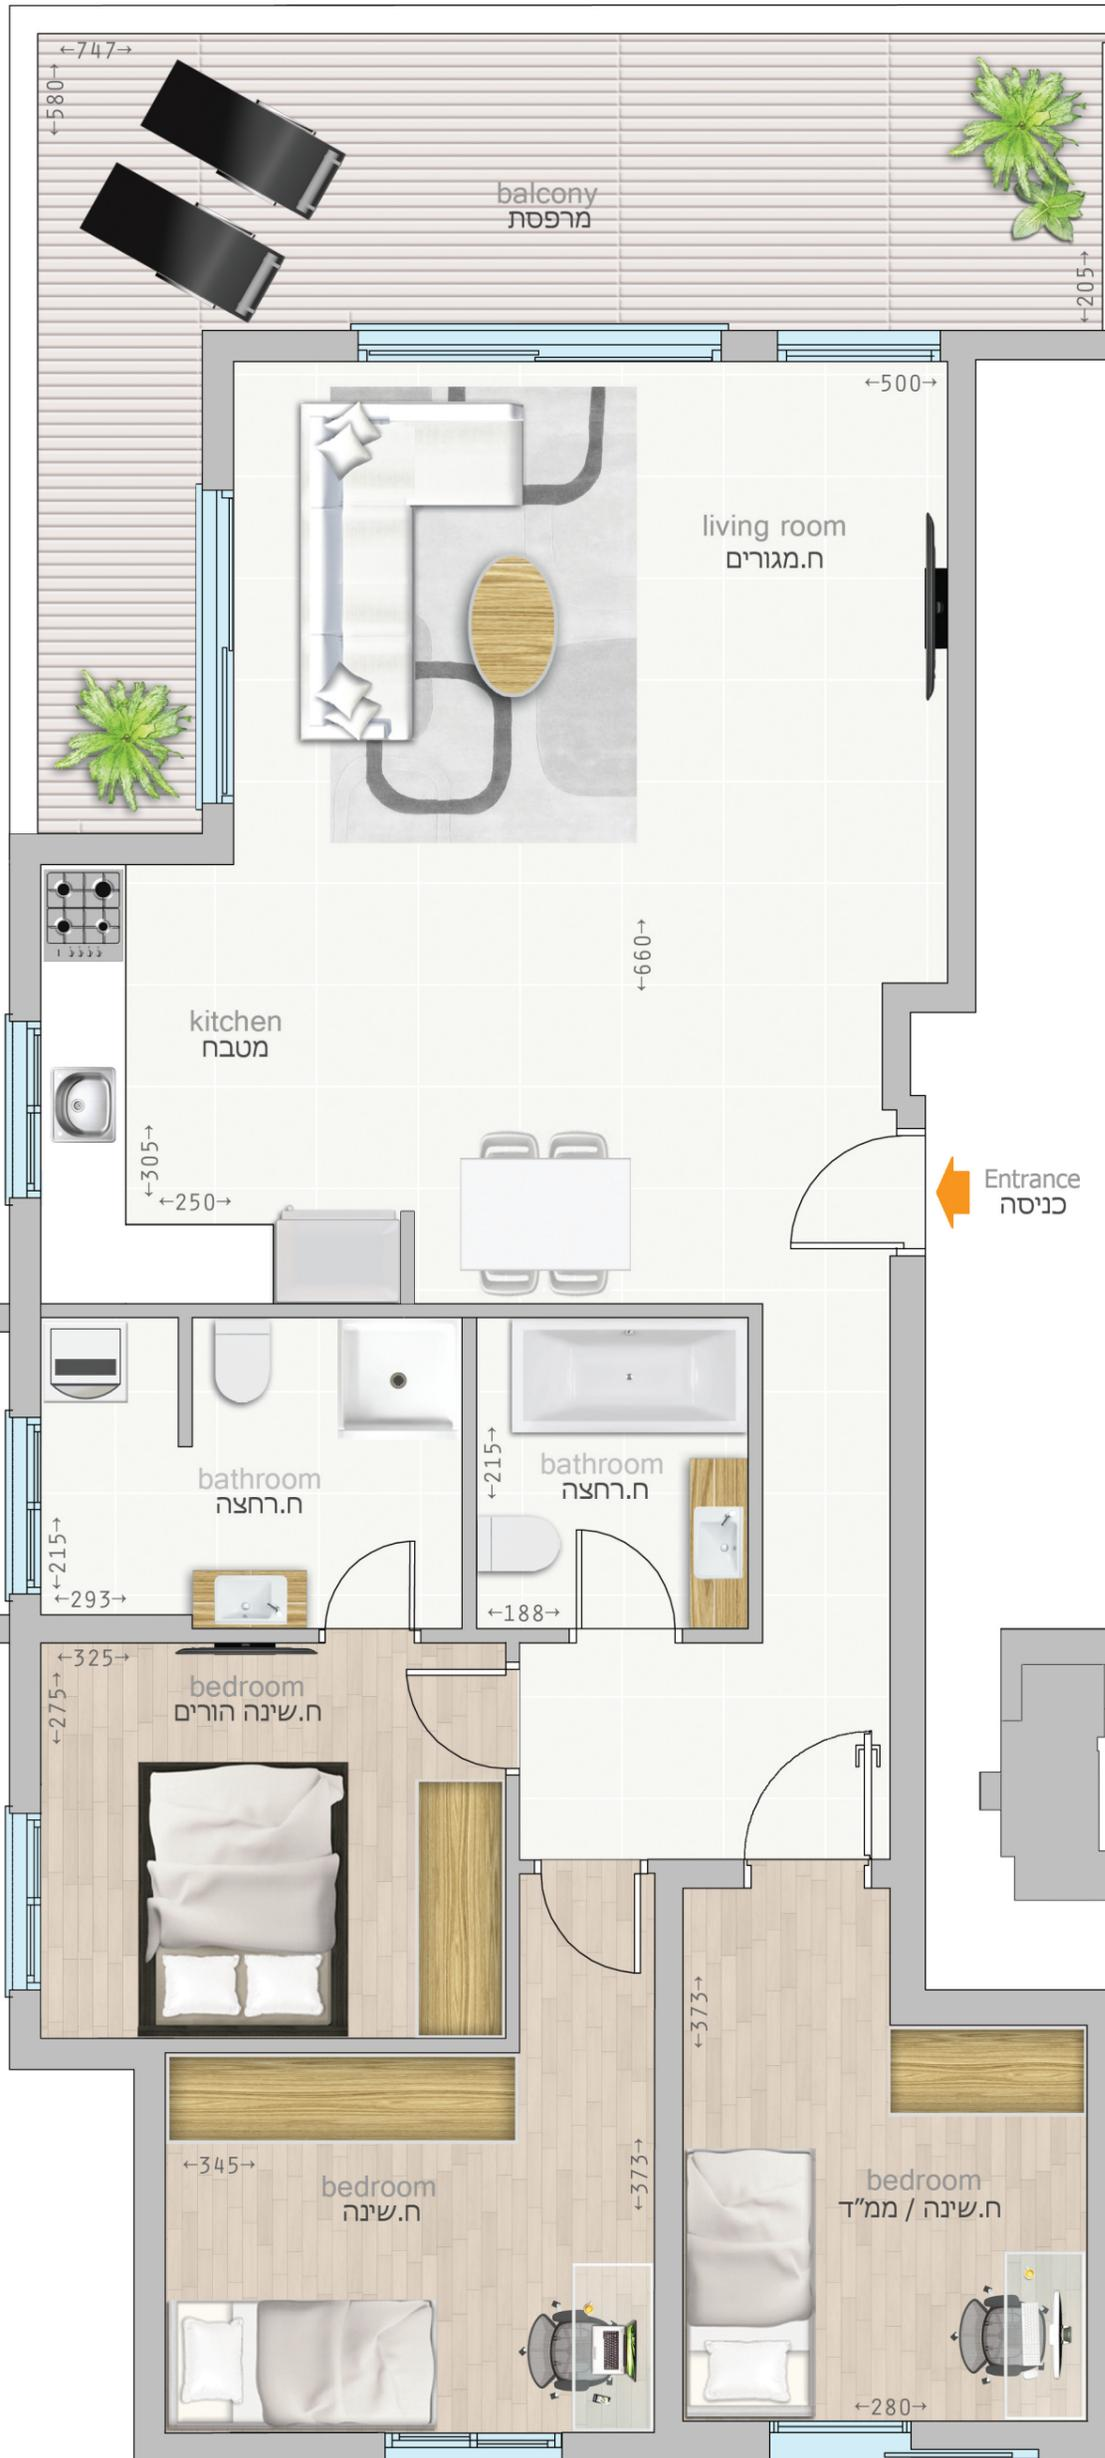 ←747→
←580→
balcony
מרפסת
←205→
←500→
living room
ח.מגורים
←660→
kitchen
מטבח
←305→
←250→
Entrance
כניסה
bathroom
ח.רחצה
←215→
←293→
bathroom
ח.רחצה
←215→
←188→
←325→
←275→
bedroom
ח.שינה הורים
←373→
←345→
bedroom
ח.שינה
←373→
bedroom
ח.שינה / ממ"ד
←280→